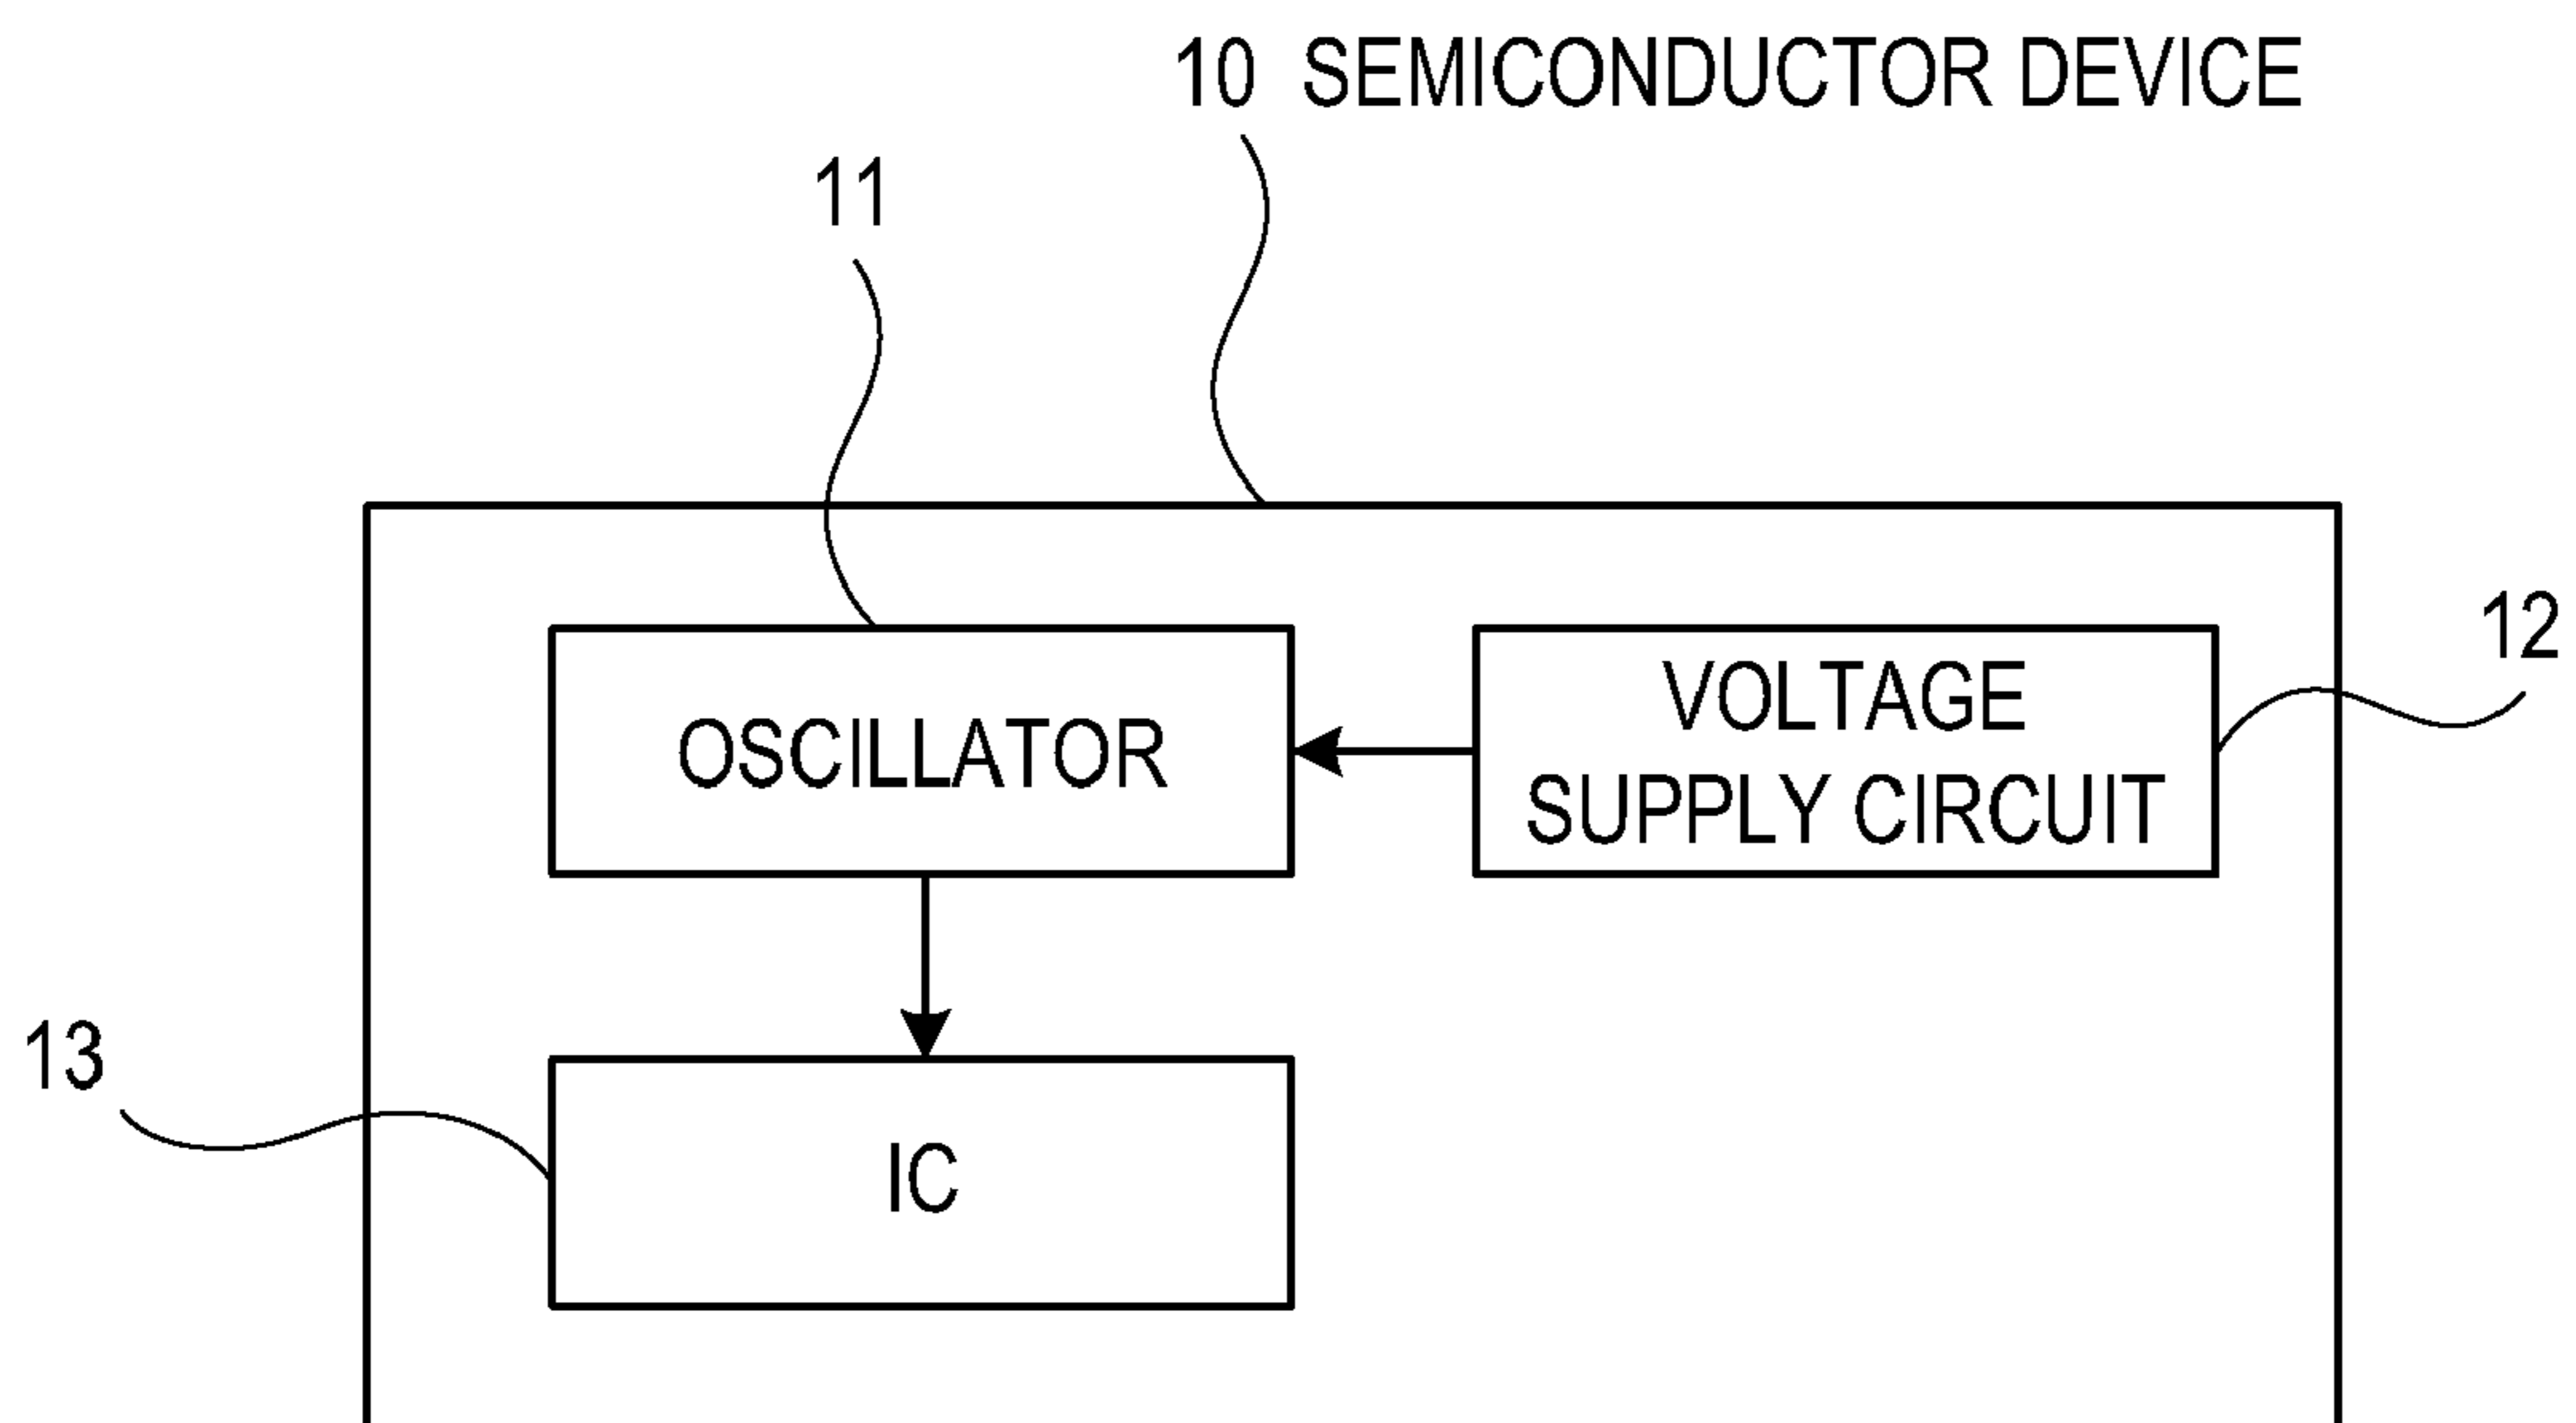 10 SEMICONDUCTOR DEVICE
11
12
VOLTAGE
SUPPLY CIRCUIT
OSCILLATOR
13
IC